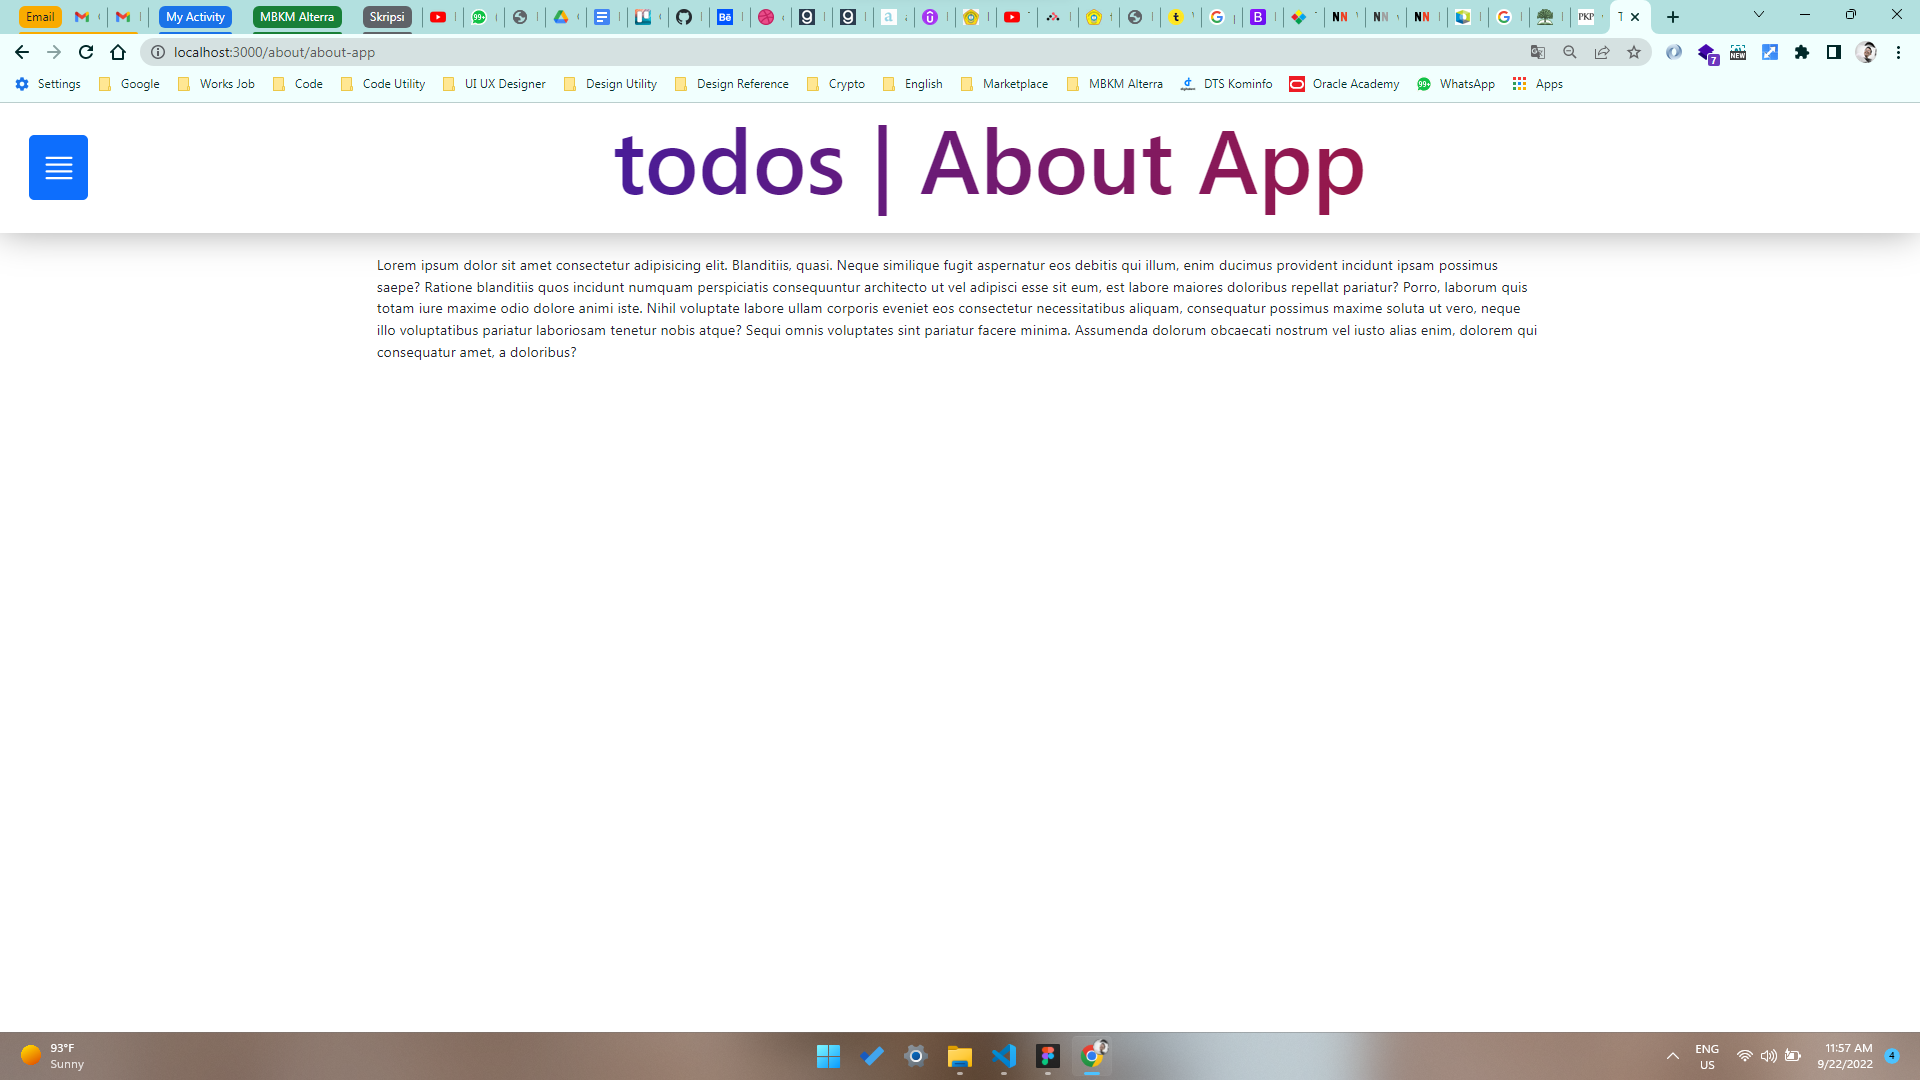 Email
My Activity
MBKM Alterra
Skripsi
localhost:3000/about/about-app
7
NEW
Settings
Google
Works Job
Code
Code Utility
UI UX Designer
Design Utility
Design Reference
Crypto
English
Marketplace
MBKM Alterra
DTS Kominfo
Oracle Academy
WhatsApp
Apps
todos | About App
Lorem ipsum dolor sit amet consectetur adipisicing elit. Blanditiis, quasi. Neque similique fugit aspernatur eos debitis qui illum, enim ducimus provident incidunt ipsam possimus
saepe? Ratione blanditiis quos incidunt numquam perspiciatis consequuntur architecto ut vel adipisci esse sit eum, est labore maiores doloribus repellat pariatur? Porro, laborum quis
totam iure maxime odio dolore animi iste. Nihil voluptate labore ullam corporis eveniet eos consectetur necessitatibus aliquam, consequatur possimus maxime soluta ut vero, neque
illo voluptatibus pariatur laboriosam tenetur nobis atque? Sequi omnis voluptates sint pariatur facere minima. Assumenda dolorum obcaecati nostrum vel iusto alias enim, dolorem qui
consequatur amet, a doloribus?
93°F
Sunny
ENG
US
11:57 AM
9/22/2022
4